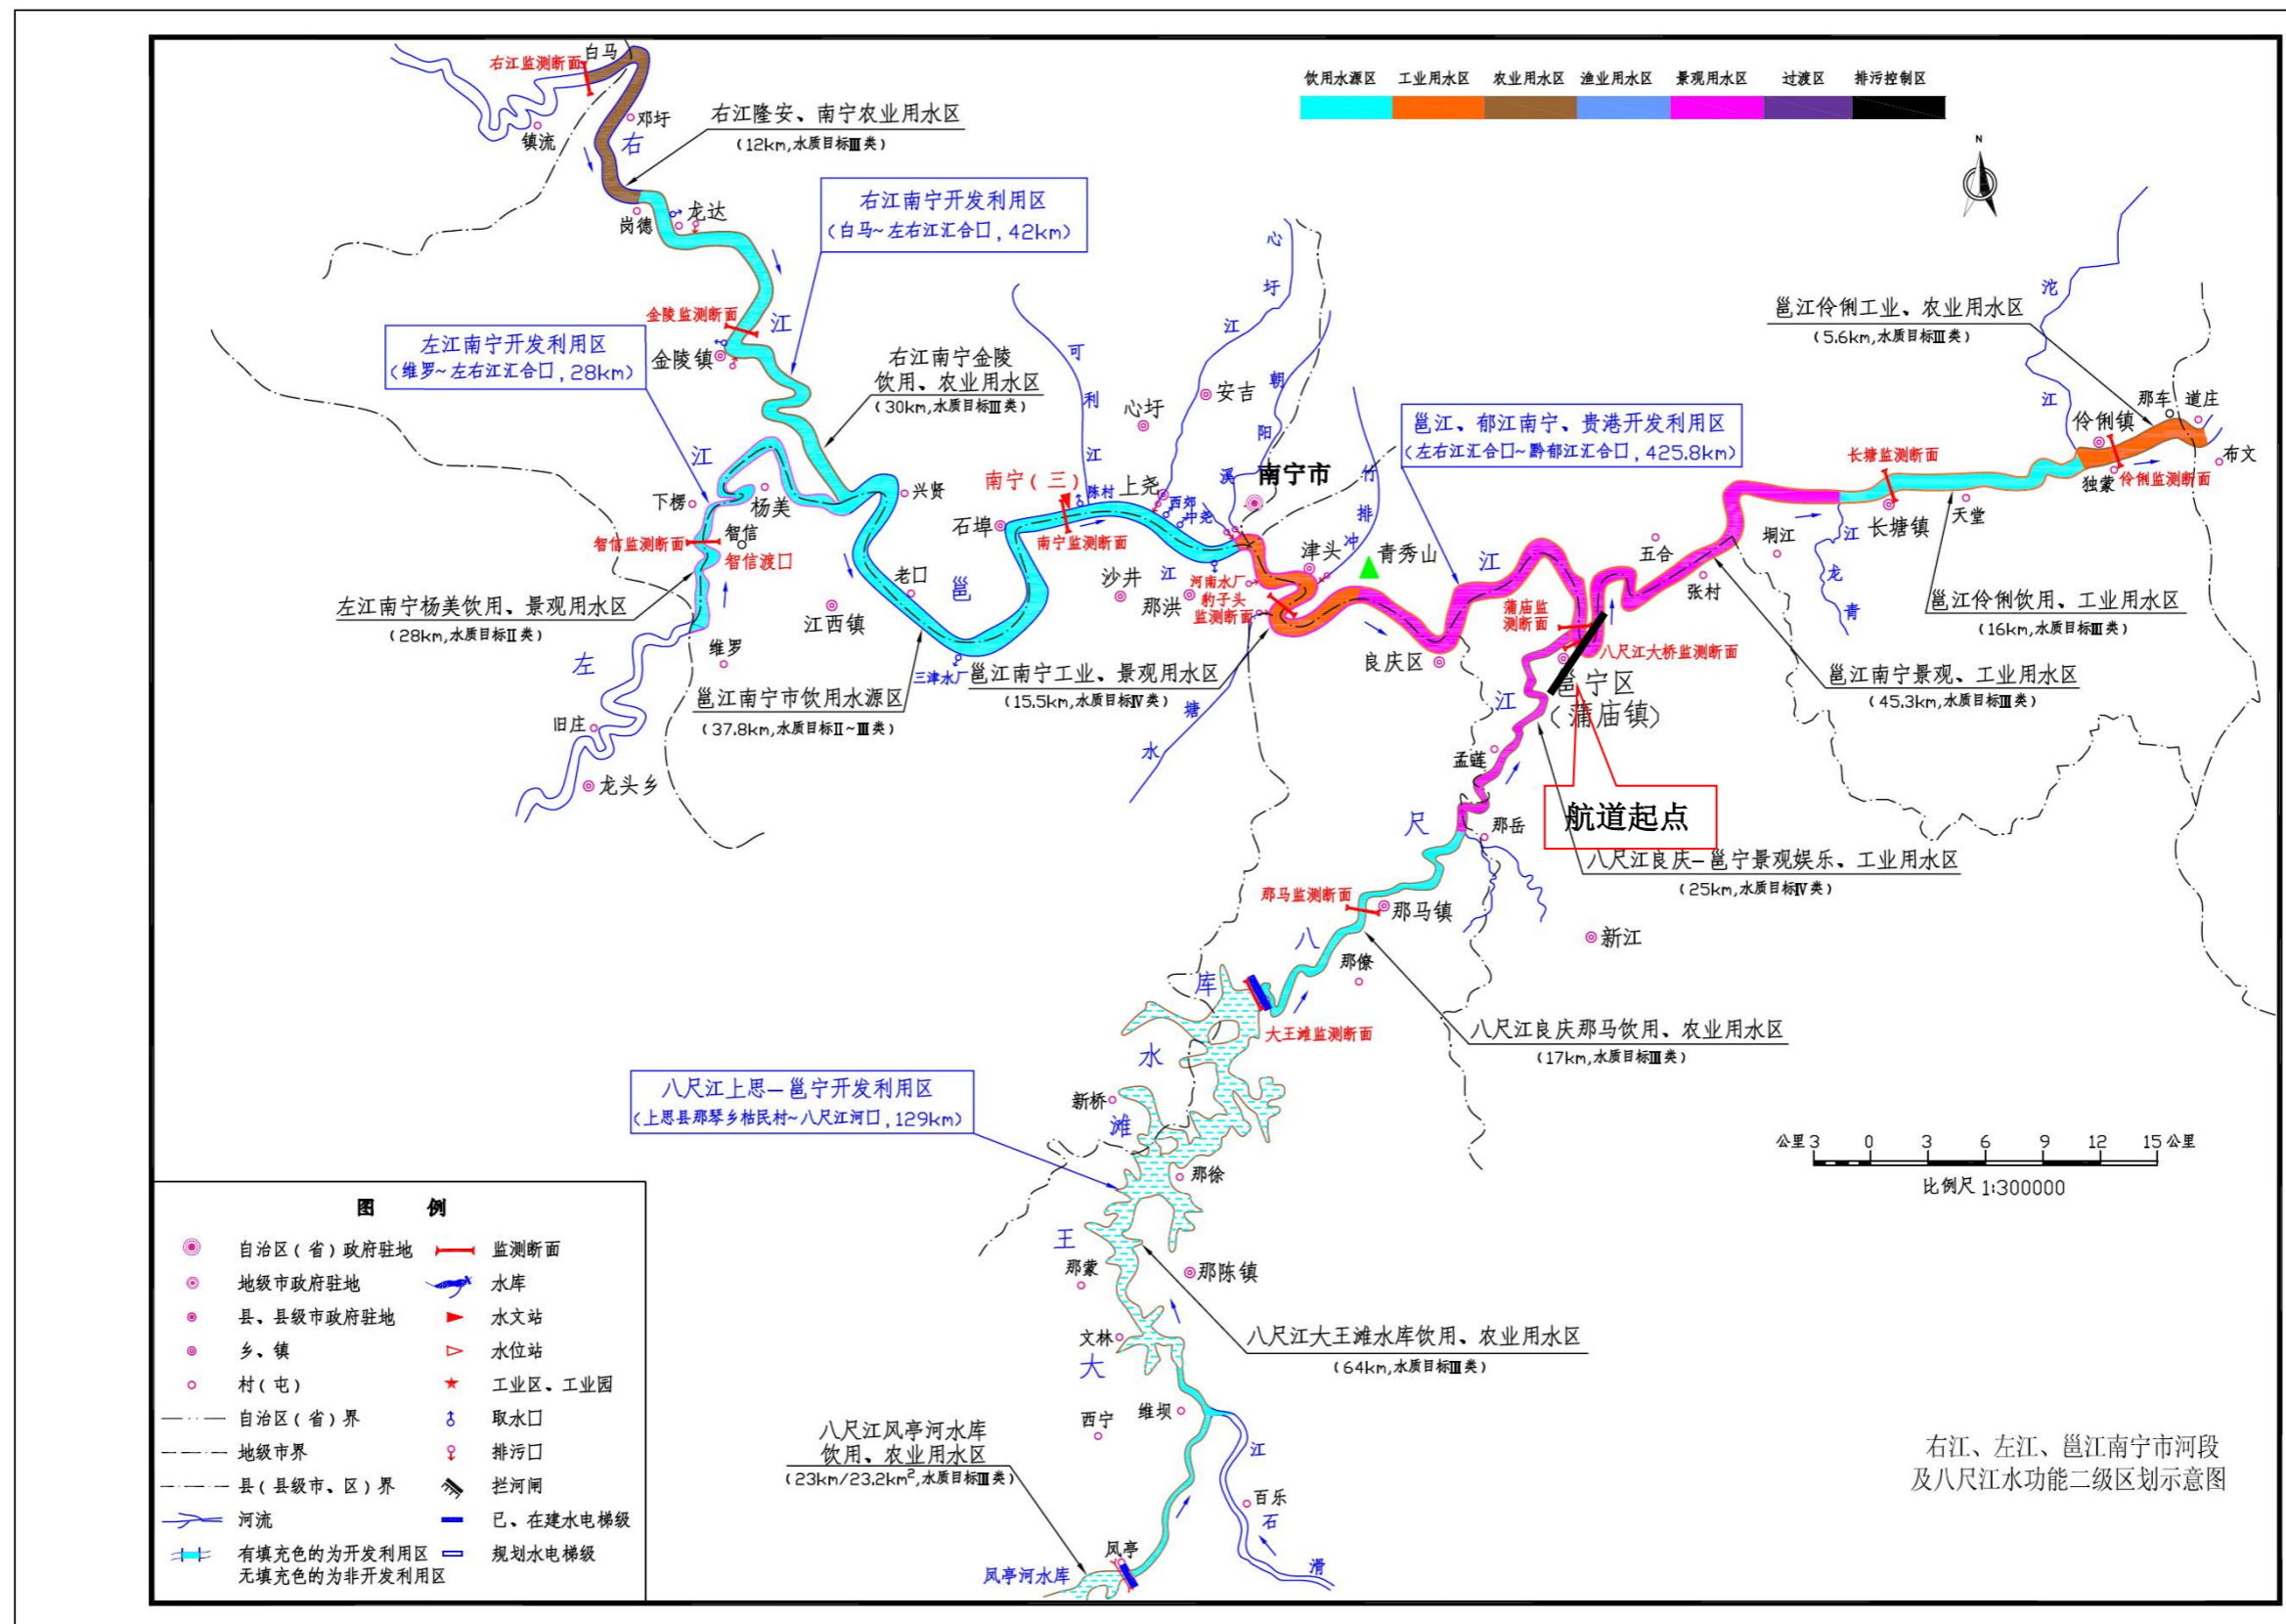 饮用水源区 工业用水区 农业用水区 渔业用水区 景观用水区 过渡区 排污控制区
N
白马
右江监测断面
镇流
邓圩
右
右江隆安、南宁农业用水区
(12km,水质目标Ⅲ类)
岗德
龙达
右江南宁开发利用区
(白马~左右江汇合口,42km)
金陵监测断面
江
金陵镇
左江南宁开发利用区
(维罗~左右江汇合口,28km)
右江南宁金陵
饮用、农业用水区
(30km,水质目标Ⅲ类)
可
利
江
心
圩
江
朝
阳
溪
安吉
心圩
邕江、郁江南宁、贵港开发利用区
(左右江汇合口~黔郁江汇合口,425.8km)
竹
排
冲
邕江伶俐工业、农业用水区
(5.6km,水质目标Ⅲ类)
沱
江
那车
道庄
伶俐镇
布文
独蒙
伶俐监测断面
长塘监测断面
长塘镇
天堂
江
下楞
杨美
智信
智信监测断面
智信渡口
兴贤
石埠
南宁(三)
陈村
上尧
西郊
中尧
南宁市
南宁监测断面
津头
青秀山
江
五合
垌江
江
龙
青
老口
邕
江
沙井
那洪
河南水厂
豹子头
监测断面
蒲庙监
测断面
张村
邕江伶俐饮用、工业用水区
(16km,水质目标Ⅲ类)
左江南宁杨美饮用、景观用水区
(28km,水质目标Ⅱ类)
江西镇
维罗
左
三津水厂
邕江南宁市饮用水源区
(37.8km,水质目标Ⅱ~Ⅲ类)
邕江南宁工业、景观用水区
(15.5km,水质目标Ⅳ类)
塘
水
良庆区
八尺江大桥监测断面
邕宁区
(蒲庙镇)
邕江南宁景观、工业用水区
(45.3km,水质目标Ⅲ类)
旧庄
龙头乡
江
孟莲
航道起点
尺
那岳
八尺江良庆—邕宁景观娱乐、工业用水区
(25km,水质目标Ⅳ类)
那马监测断面
那马镇
新江
八
那僚
库
大王滩监测断面
八尺江良庆那马饮用、农业用水区
(17km,水质目标Ⅲ类)
水
八尺江上思—邕宁开发利用区
(上思县那琴乡枯民村~八尺江河口,129km)
新桥
滩
那徐
公里 3 0 3 6 9 12 15 公里
比例尺 1:300000
王
那蒙
那陈镇
文林
大
八尺江大王滩水库饮用、农业用水区
(64km,水质目标Ⅲ类)
维坝
西宁
八尺江凤亭河水库
饮用、农业用水区
(23km/23.2km²,水质目标Ⅲ类)
江
百乐
石
滑
凤亭
凤亭河水库
图 例
自治区(省)政府驻地 监测断面
地级市政府驻地 水库
县、县级市政府驻地 水文站
乡、镇 水位站
村(屯) 工业区、工业园
自治区(省)界 取水口
地级市界 排污口
县(县级市、区)界 拦河闸
河流 已、在建水电梯级
有填充色的为开发利用区 规划水电梯级
无填充色的为非开发利用区
右江、左江、邕江南宁市河段
及八尺江水功能二级区划示意图